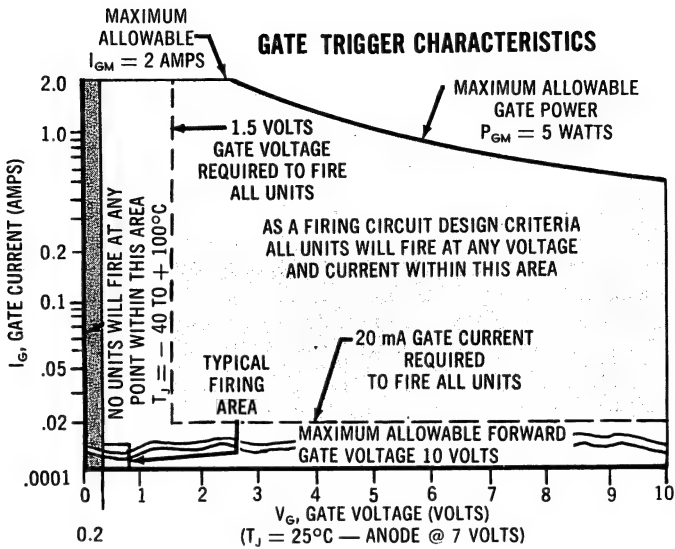 MAXIMUM
ALLOWABLE
IGM = 2 AMPS
GATE TRIGGER CHARACTERISTICS
MAXIMUM ALLOWABLE
GATE POWER
PGM = 5 WATTS
1.5 VOLTS
GATE VOLTAGE
REQUIRED TO FIRE
ALL UNITS
AS A FIRING CIRCUIT DESIGN CRITERIA
ALL UNITS WILL FIRE AT ANY VOLTAGE
AND CURRENT WITHIN THIS AREA
NO UNITS WILL FIRE AT ANY
POINT WITHIN THIS AREA
TJ = - 40 TO + 100°C
20 mA GATE CURRENT
REQUIRED
TO FIRE ALL UNITS
TYPICAL
FIRING
AREA
MAXIMUM ALLOWABLE FORWARD
GATE VOLTAGE 10 VOLTS
IG, GATE CURRENT (AMPS)
2.0
1.0
0.2
0.1
.05
.02
.0001
0 1 2 3 4 5 6 7 8 9 10
0.2
VG, GATE VOLTAGE (VOLTS)
(TJ = 25°C — ANODE @ 7 VOLTS)